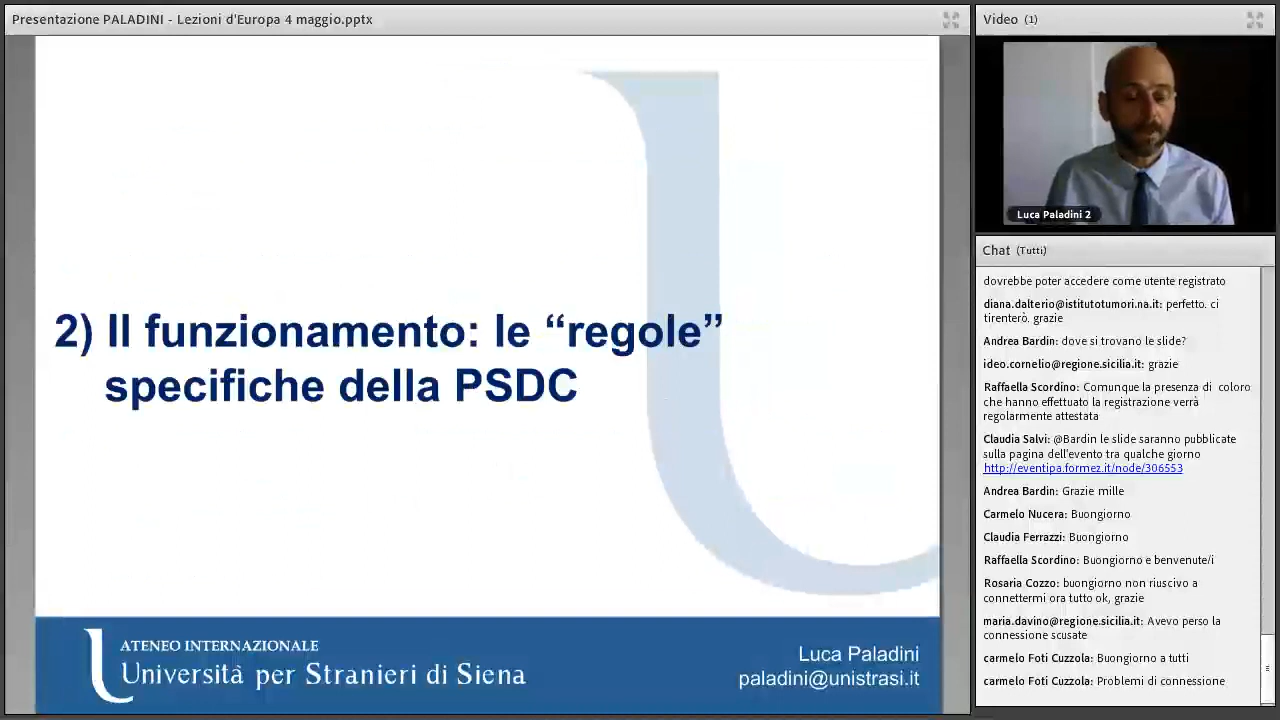 Presentazione PALADINI - Lezioni d'Europa 4 maggio.pptx
2) Il funzionamento: le “regole”
specifiche della PSDC
ATENEO INTERNAZIONALE
Università per Stranieri di Siena
Luca Paladini
paladini@unistrasi.it
Video (1)
Luca Paladini 2
Chat (Tutti)
dovrebbe poter accedere come utente registrato
diana.dalterio@istitutotumori.na.it: perfetto. ci
tirenterò. grazie
Andrea Bardin: dove si trovano le slide?
ideo.cornelio@regione.sicilia.it: grazie
Raffaella Scordino: Comunque la presenza di coloro
che hanno effettuato la registrazione verrà
regolarmente attestata
Claudia Salvi: @Bardin le slide saranno pubblicate
sulla pagina dell'evento tra qualche giorno
http://eventipa.formez.it/node/306553
Andrea Bardin: Grazie mille
Carmelo Nucera: Buongiorno
Claudia Ferrazzi: Buongiorno
Raffaella Scordino: Buongiorno e benvenute/i
Rosaria Cozzo: buongiorno non riuscivo a
connettermi ora tutto ok, grazie
maria.davino@regione.sicilia.it: Avevo perso la
connessione scusate
carmelo Foti Cuzzola: Buongiorno a tutti
carmelo Foti Cuzzola: Problemi di connessione